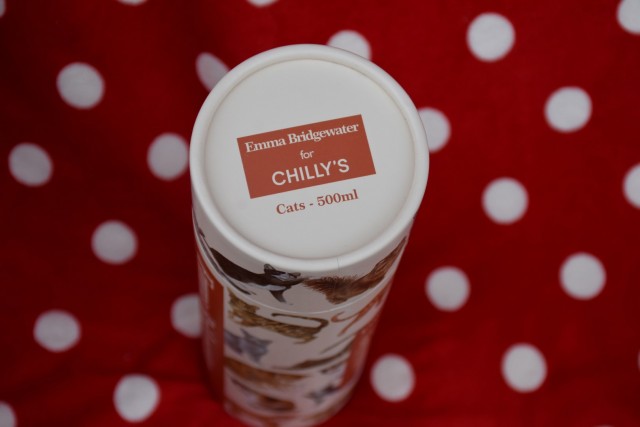 Emma Bridgewater
for
CHILLY'S
Cats - 500ml